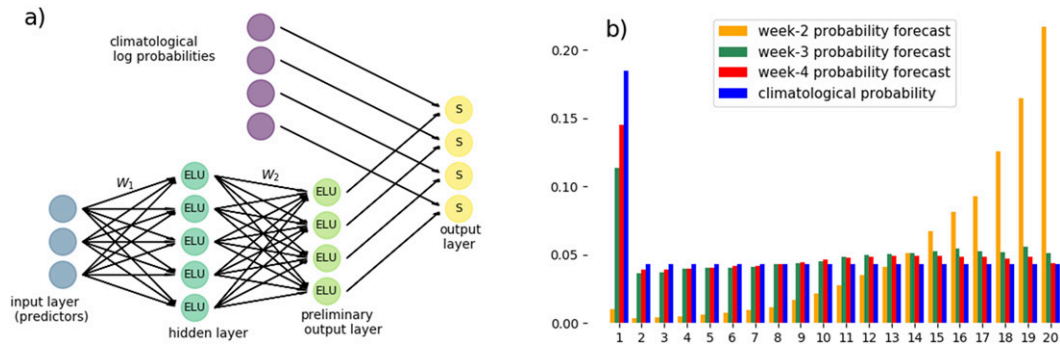 a)
climatological
log probabilities
S
S
S
S
output
layer
ELU
ELU
ELU
ELU
ELU
W1
W2
ELU
ELU
ELU
ELU
input layer
(predictors)
hidden layer
preliminary
output layer
b)
week-2 probability forecast
week-3 probability forecast
week-4 probability forecast
climatological probability
0.20
0.15
0.10
0.05
0.00
1 2 3 4 5 6 7 8 9 10 11 12 13 14 15 16 17 18 19 20